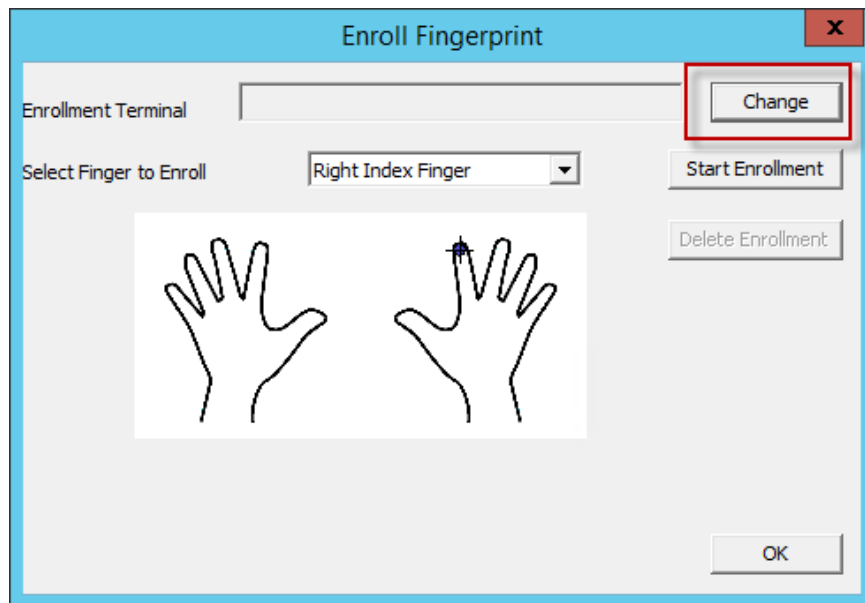 Enroll Fingerprint
x
Enrollment Terminal
Change
Select Finger to Enroll
Right Index Finger
Start Enrollment
Delete Enrollment
OK